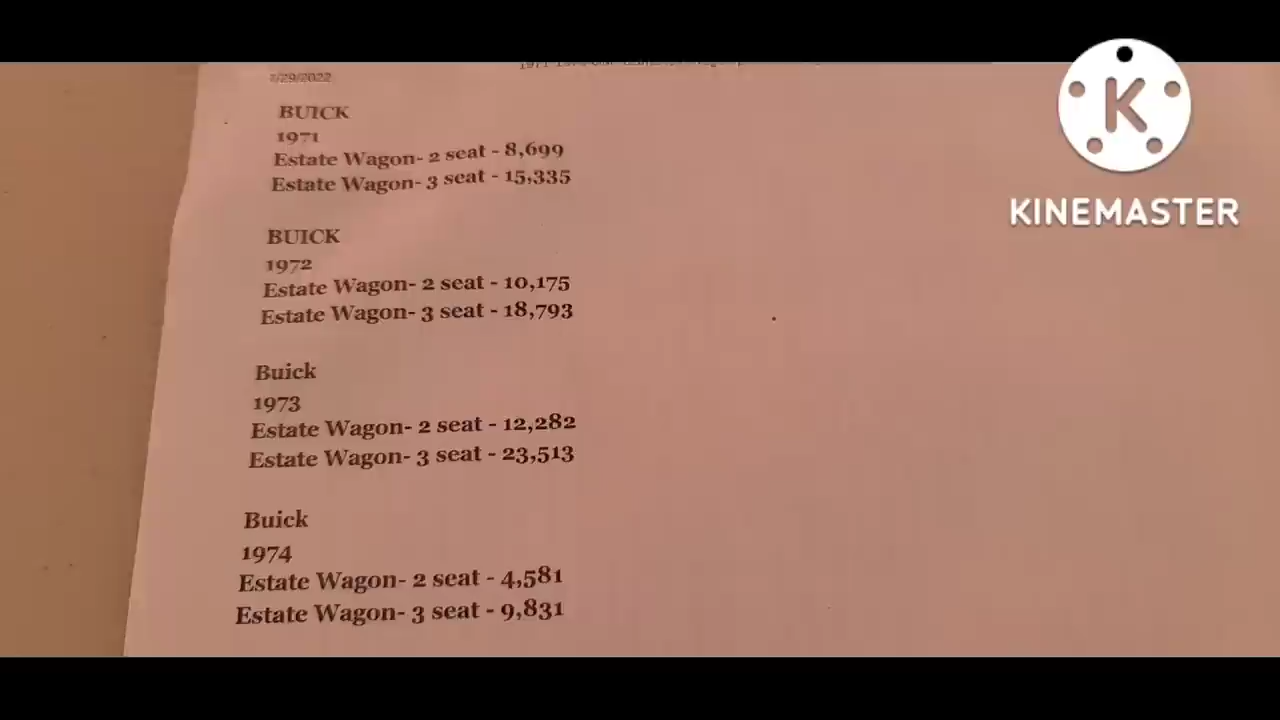 7/29/2022
BUICK
1971
Estate Wagon- 2 seat - 8,699
Estate Wagon- 3 seat - 15,335
BUICK
1972
Estate Wagon- 2 seat - 10,175
Estate Wagon- 3 seat - 18,793
Buick
1973
Estate Wagon- 2 seat - 12,282
Estate Wagon- 3 seat - 23,513
Buick
1974
Estate Wagon- 2 seat - 4,581
Estate Wagon- 3 seat - 9,831
K
KINEMASTER